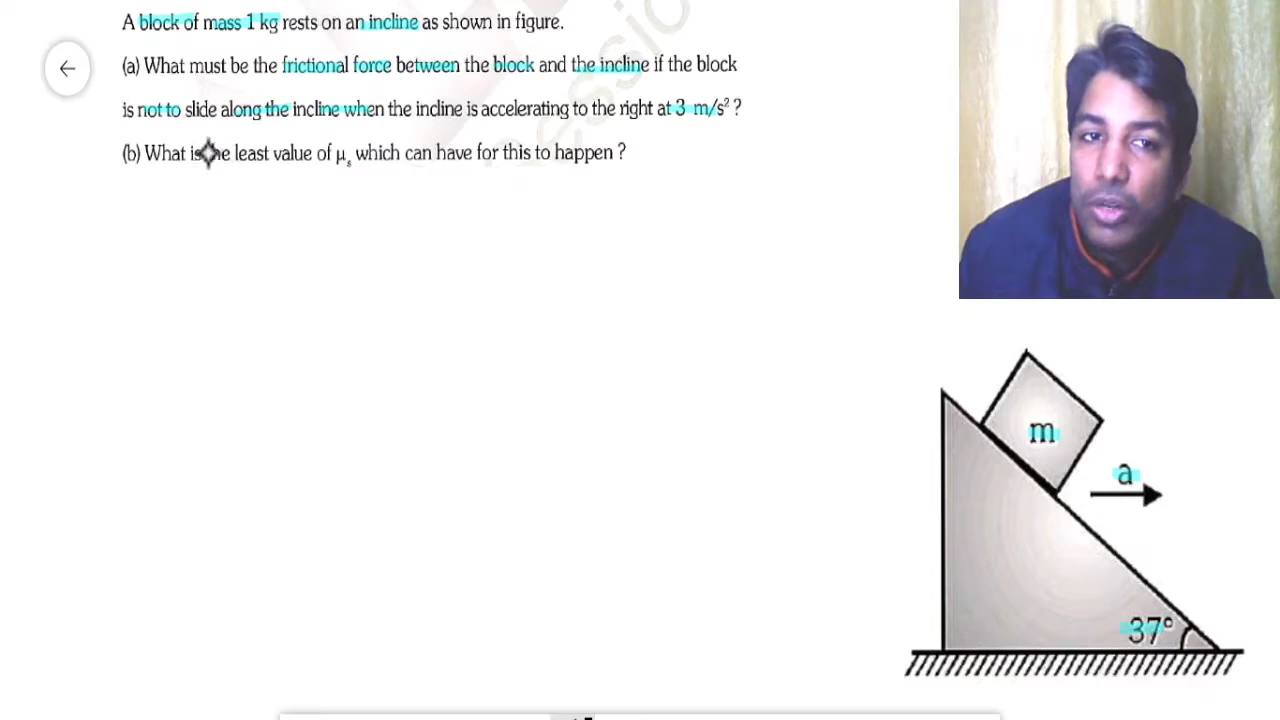 A block of mass 1 kg rests on an incline as shown in figure.
(a) What must be the frictional force between the block and the incline if the block
is not to slide along the incline when the incline is accelerating to the right at 3 m/s² ?
(b) What is the least value of μₛ which can have for this to happen ?
m
a
37°